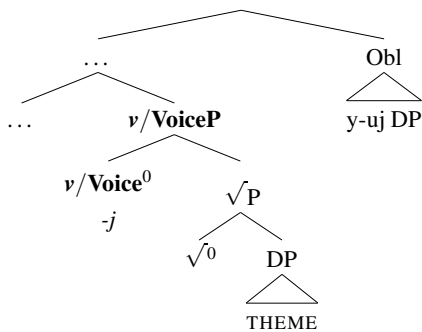 ... Obl
... v/VoiceP y-uj DP
v/Voice⁰ √P
-j
√⁰ DP
THEME